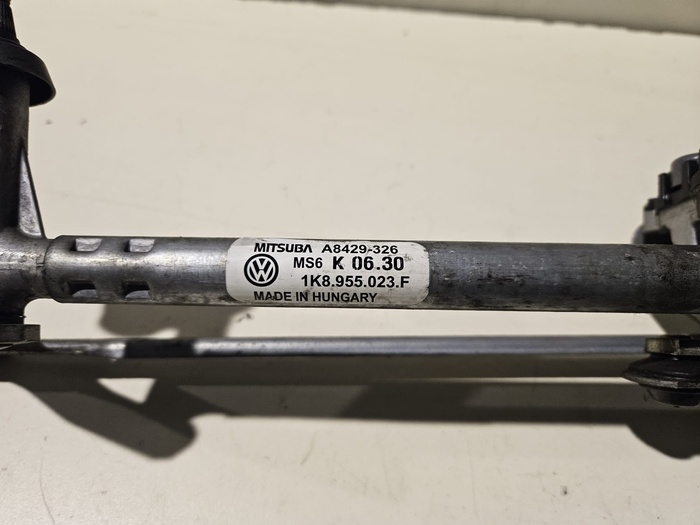 MITSUBA A8429-326
MS6 K 06.30
1K8.955.023.F
MADE IN HUNGARY